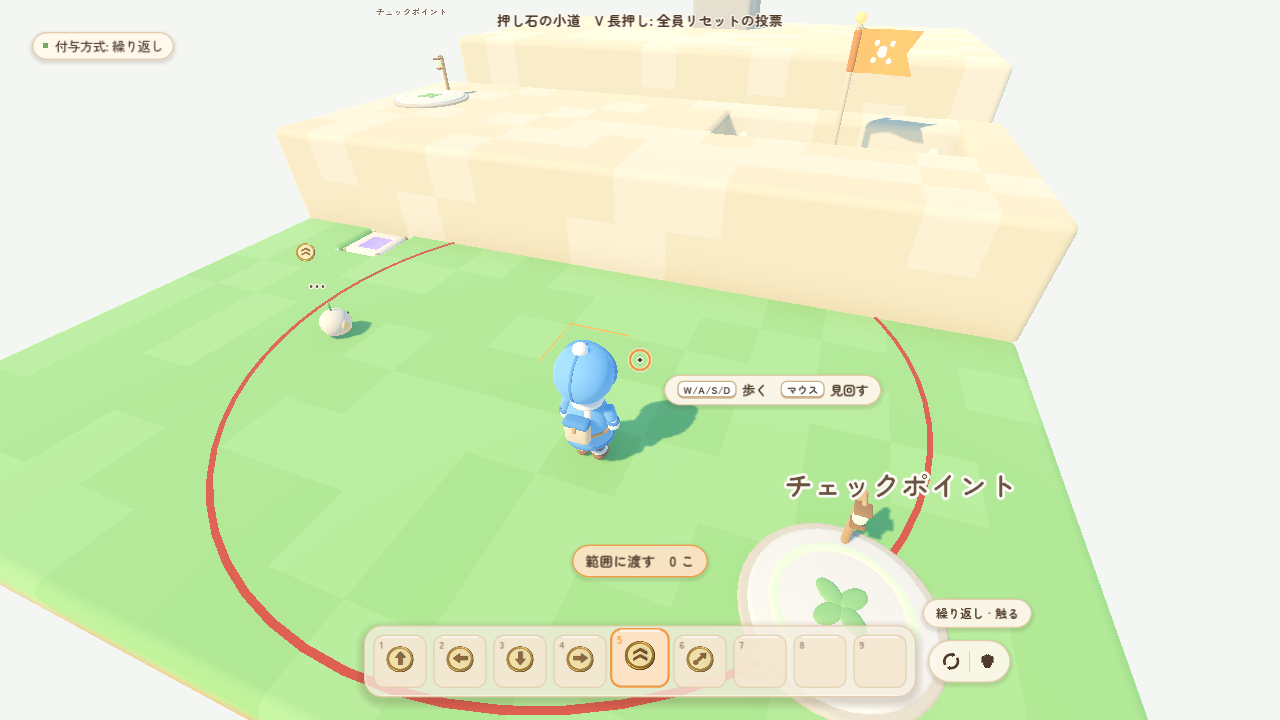 チェックポイント
押し石の小道 V 長押し: 全員リセットの投票
付与方式: 繰り返し
...
W/A/S/D 歩く マウス 見回す
チェックポイント
範囲に渡す 0 こ
繰り返し · 触る
1 2 3 4 5 6 7 8 9